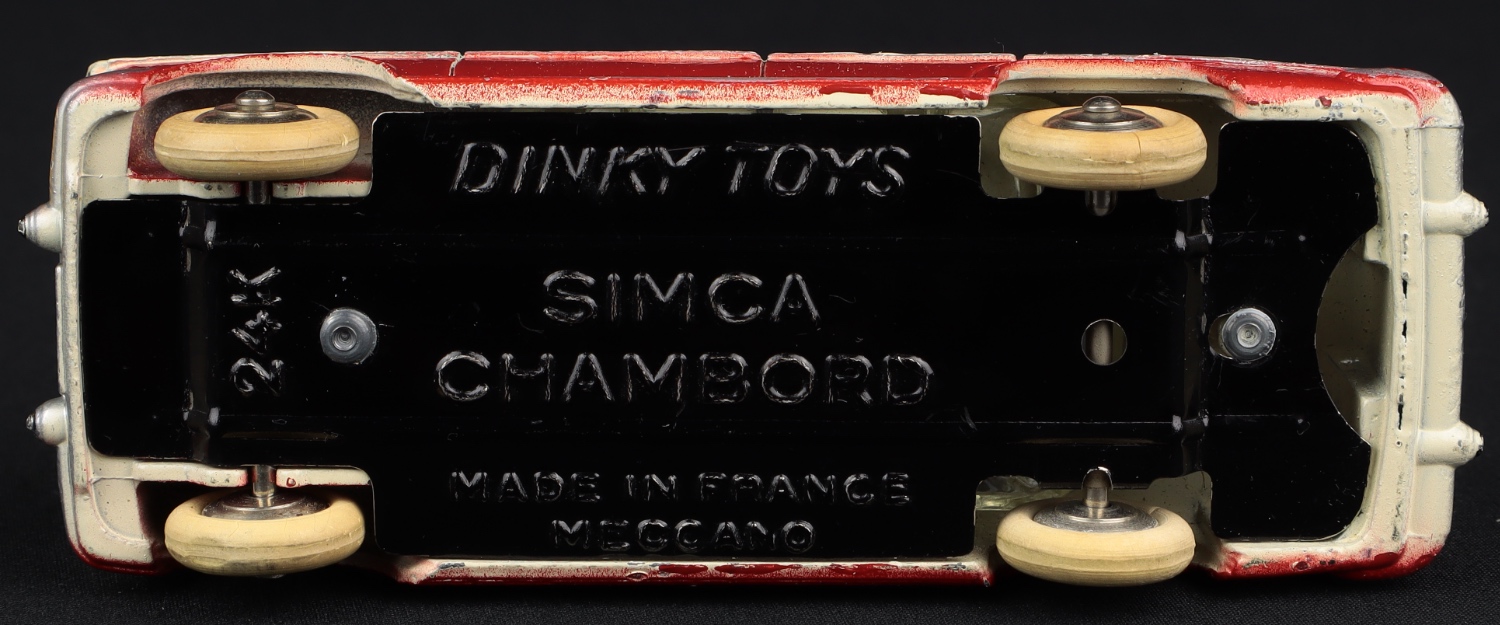 DINKY TOYS
24K
SIMCA
CHAMBORD
MADE IN FRANCE
MECCANO